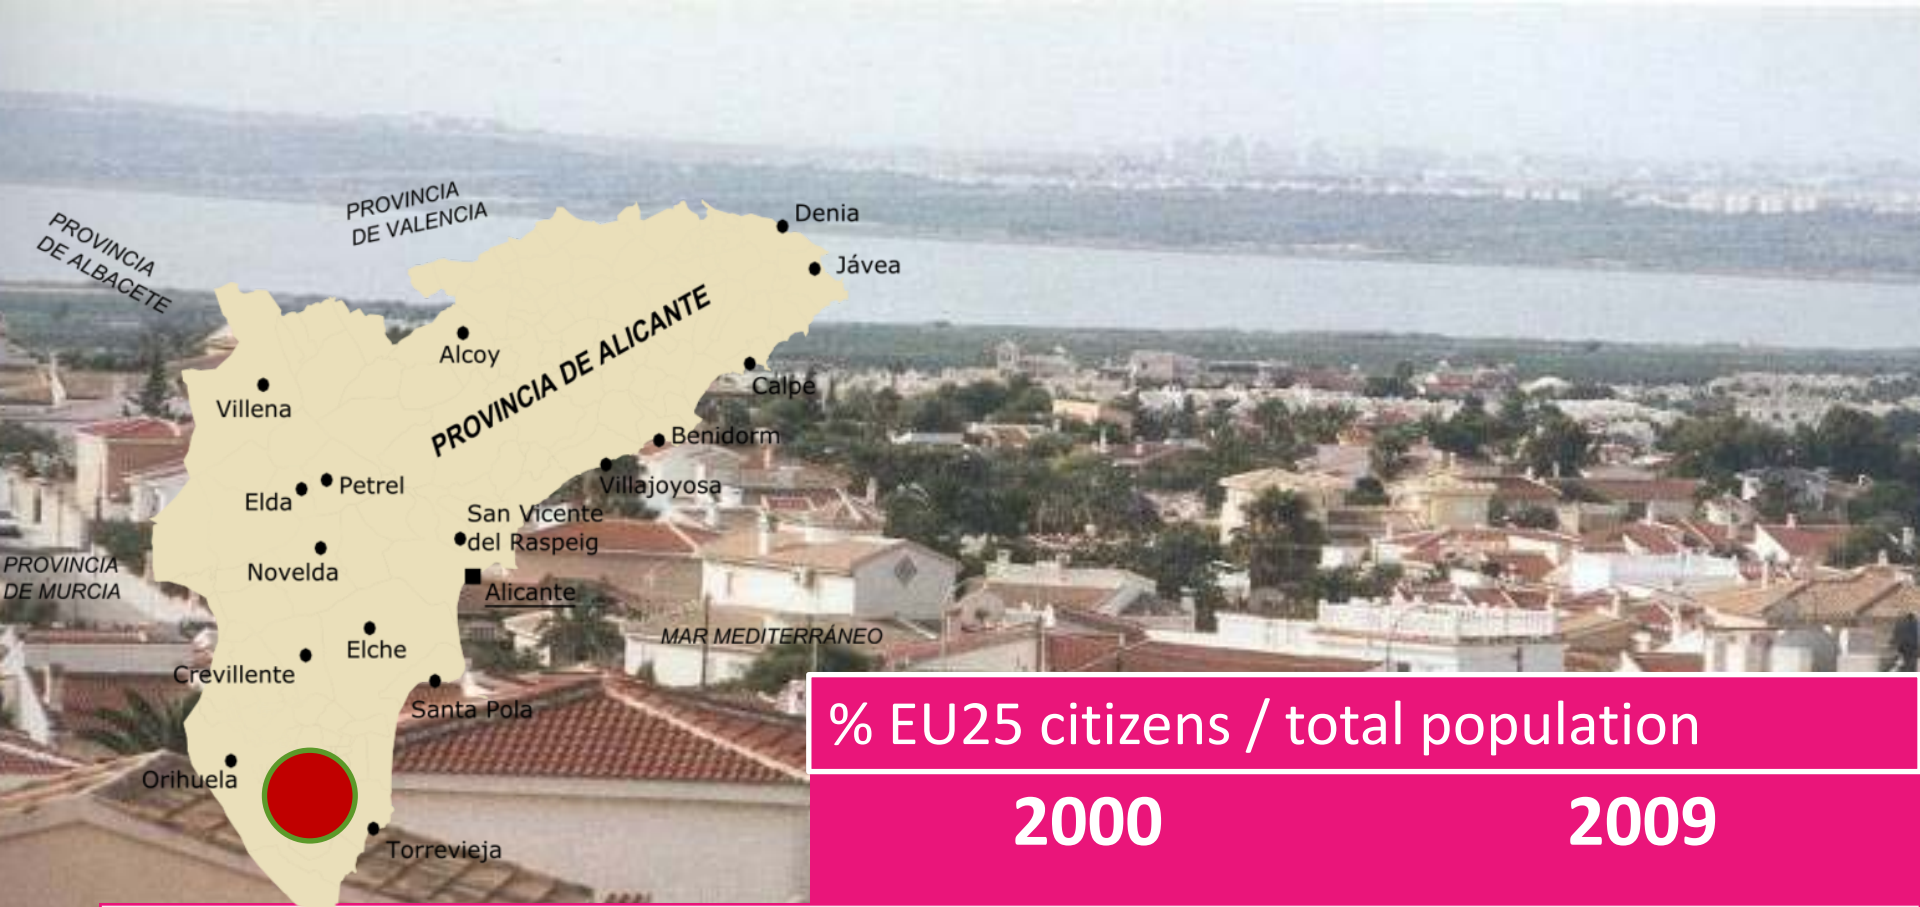 PROVINCIA
DE VALENCIA
PROVINCIA
DE ALBACETE
Denia
Jávea
PROVINCIA DE ALICANTE
Alcoy
Calpe
Villena
Benidorm
Villajoyosa
Petrel
Elda
San Vicente
del Raspeig
Novelda
PROVINCIA
DE MURCIA
Alicante
MAR MEDITERRÁNEO
Elche
Crevillente
Santa Pola
Orihuela
Torrevieja
% EU25 citizens / total population
2000 2009